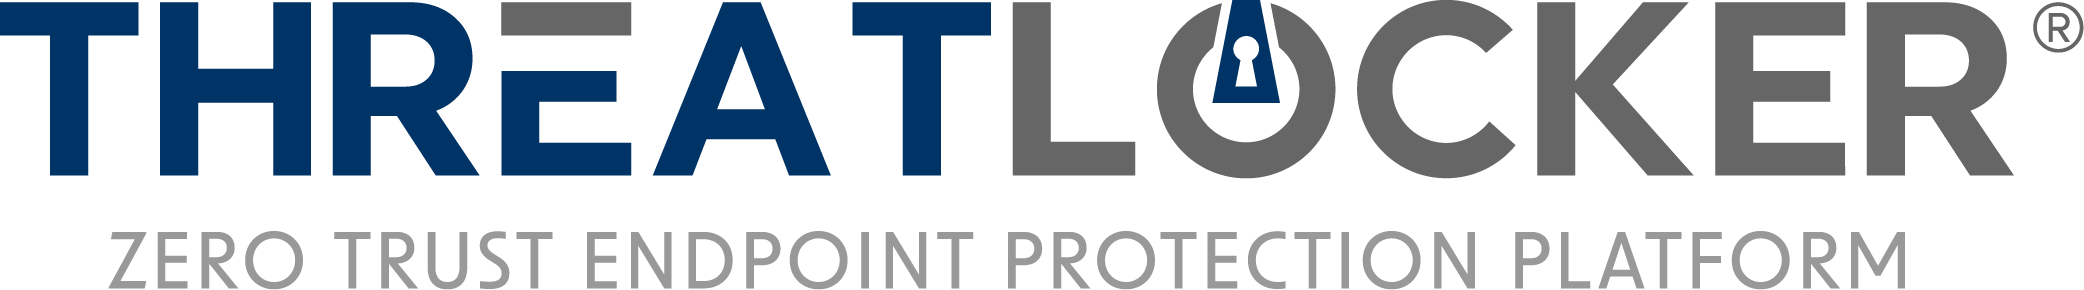 THREATLOCKER®
ZERO TRUST ENDPOINT PROTECTION PLATFORM